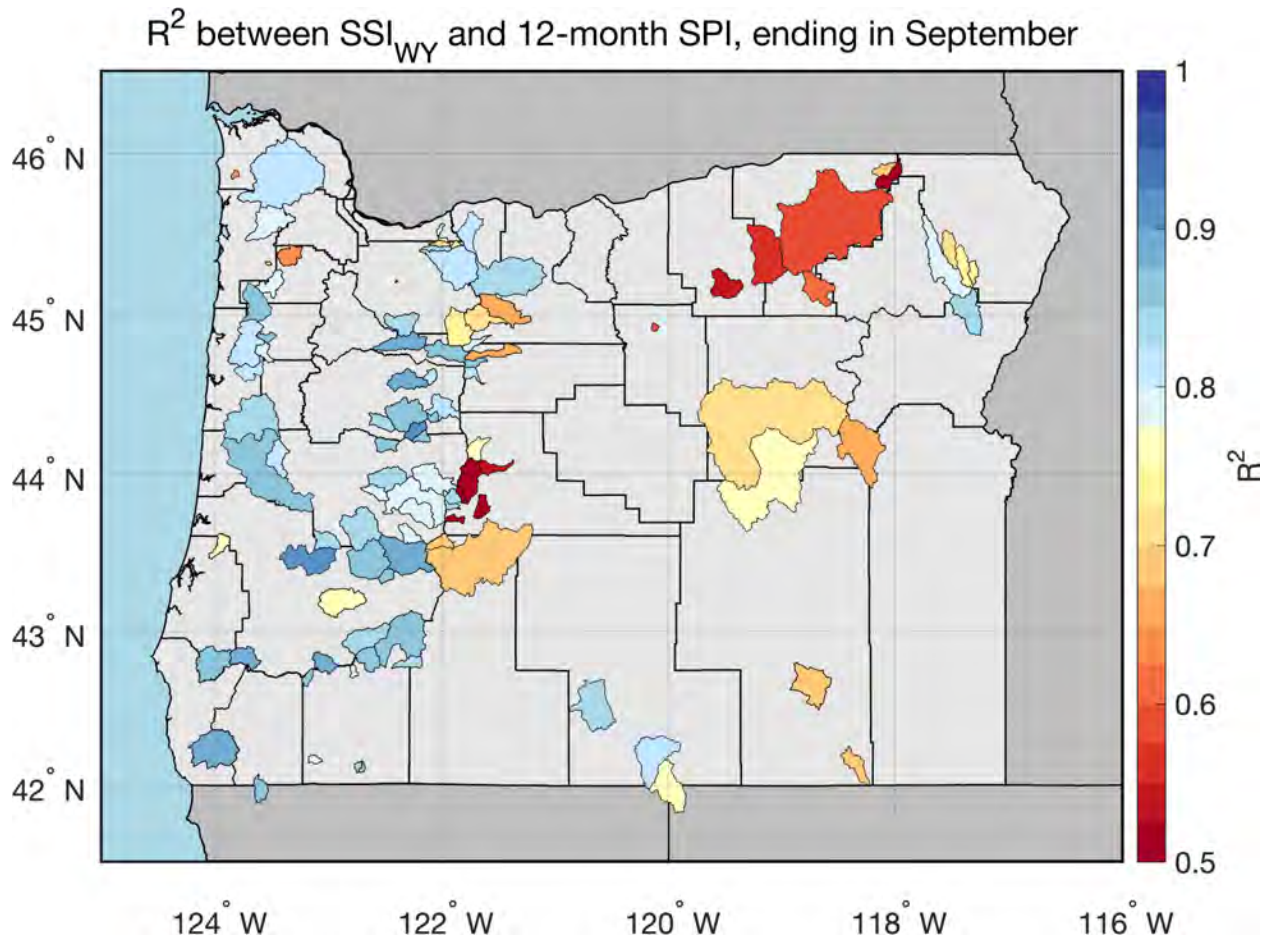 R² between SSI_WY and 12-month SPI, ending in September
46° N
45° N
44° N
43° N
42° N
124° W
122° W
120° W
118° W
116° W
1
0.9
0.8
0.7
0.6
0.5
R²